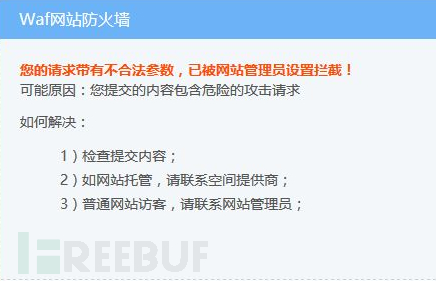 Waf网站防火墙
您的请求带有不合法参数，已被网站管理员设置拦截！
可能原因：您提交的内容包含危险的攻击请求
如何解决：
1）检查提交内容；
2）如网站托管，请联系空间提供商；
3）普通网站访客，请联系网站管理员；
FREEBUF